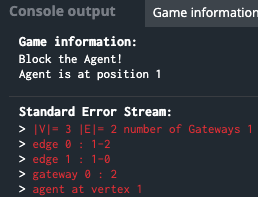 Console output
Game information
Game information:
Block the Agent!
Agent is at position 1
Standard Error Stream:
> |V|= 3 |E|= 2 number of Gateways 1
> edge 0 : 1-2
> edge 1 : 1-0
> gateway 0 : 2
> agent at vertex 1